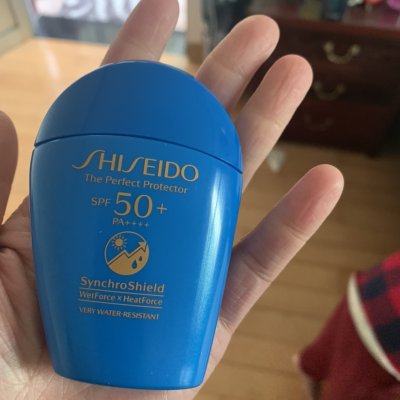 SHISEIDO
The Perfect Protector
SPF 50+
PA++++
SynchroShield
WetForce x HeatForce
VERY WATER-RESISTANT